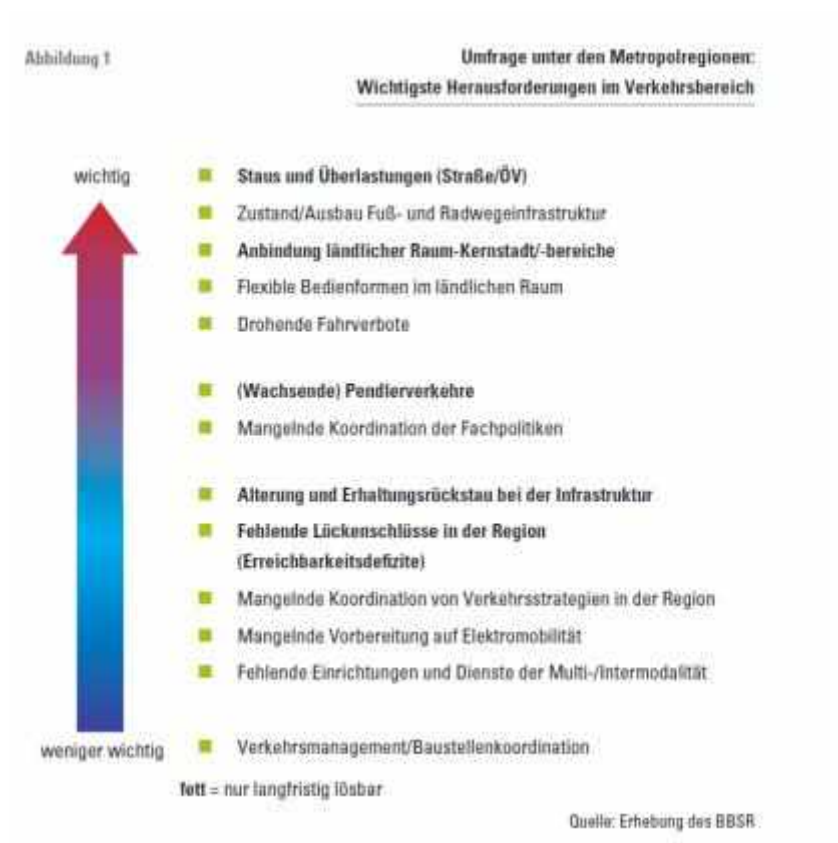 Abbildung 1
Umfrage unter den Metropolregionen:
Wichtigste Herausforderungen im Verkehrsbereich
wichtig
Staus und Überlastungen (Straße/ÖV)
Zustand/Ausbau Fuß- und Radwegeinfrastruktur
Anbindung ländlicher Raum-Kernstadt/-bereiche
Flexible Bedienformen im ländlichen Raum
Drohende Fahrverbote
(Wachsende) Pendlerverkehre
Mangelnde Koordination der Fachpolitiken
Alterung und Erhaltungsrückstau bei der Infrastruktur
Fehlende Lückenschlüsse in der Region
(Erreichbarkeitsdefizite)
Mangelnde Koordination von Verkehrsstrategien in der Region
Mangelnde Vorbereitung auf Elektromobilität
Fehlende Einrichtungen und Dienste der Multi-/Intermodalität
weniger wichtig
Verkehrsmanagement/Baustellenkoordination
fett = nur langfristig lösbar
Quelle: Erhebung des BBSR